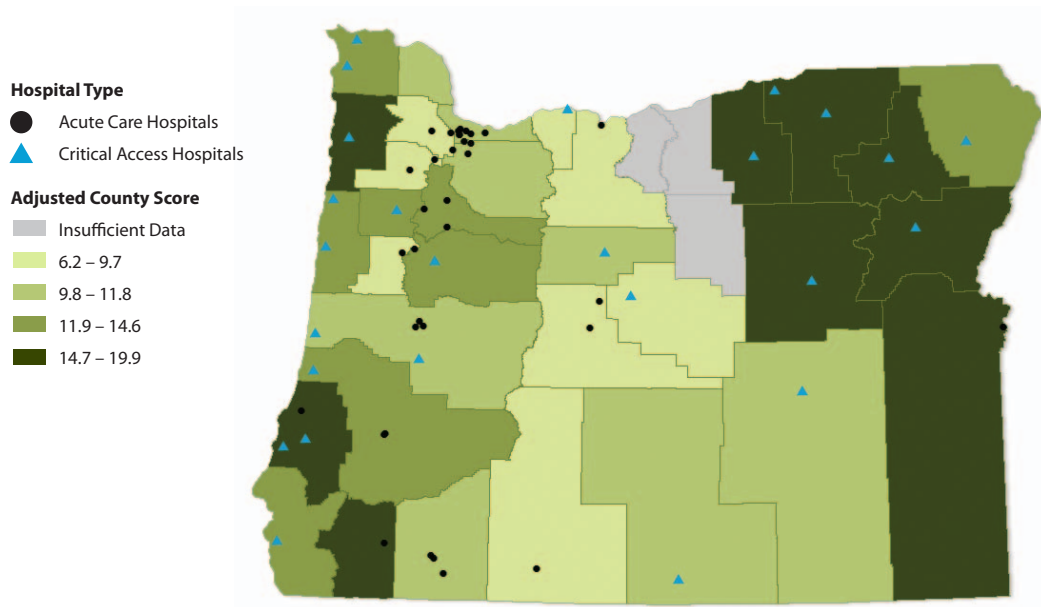 Hospital Type
Acute Care Hospitals
Critical Access Hospitals
Adjusted County Score
Insufficient Data
6.2 – 9.7
9.8 – 11.8
11.9 – 14.6
14.7 – 19.9